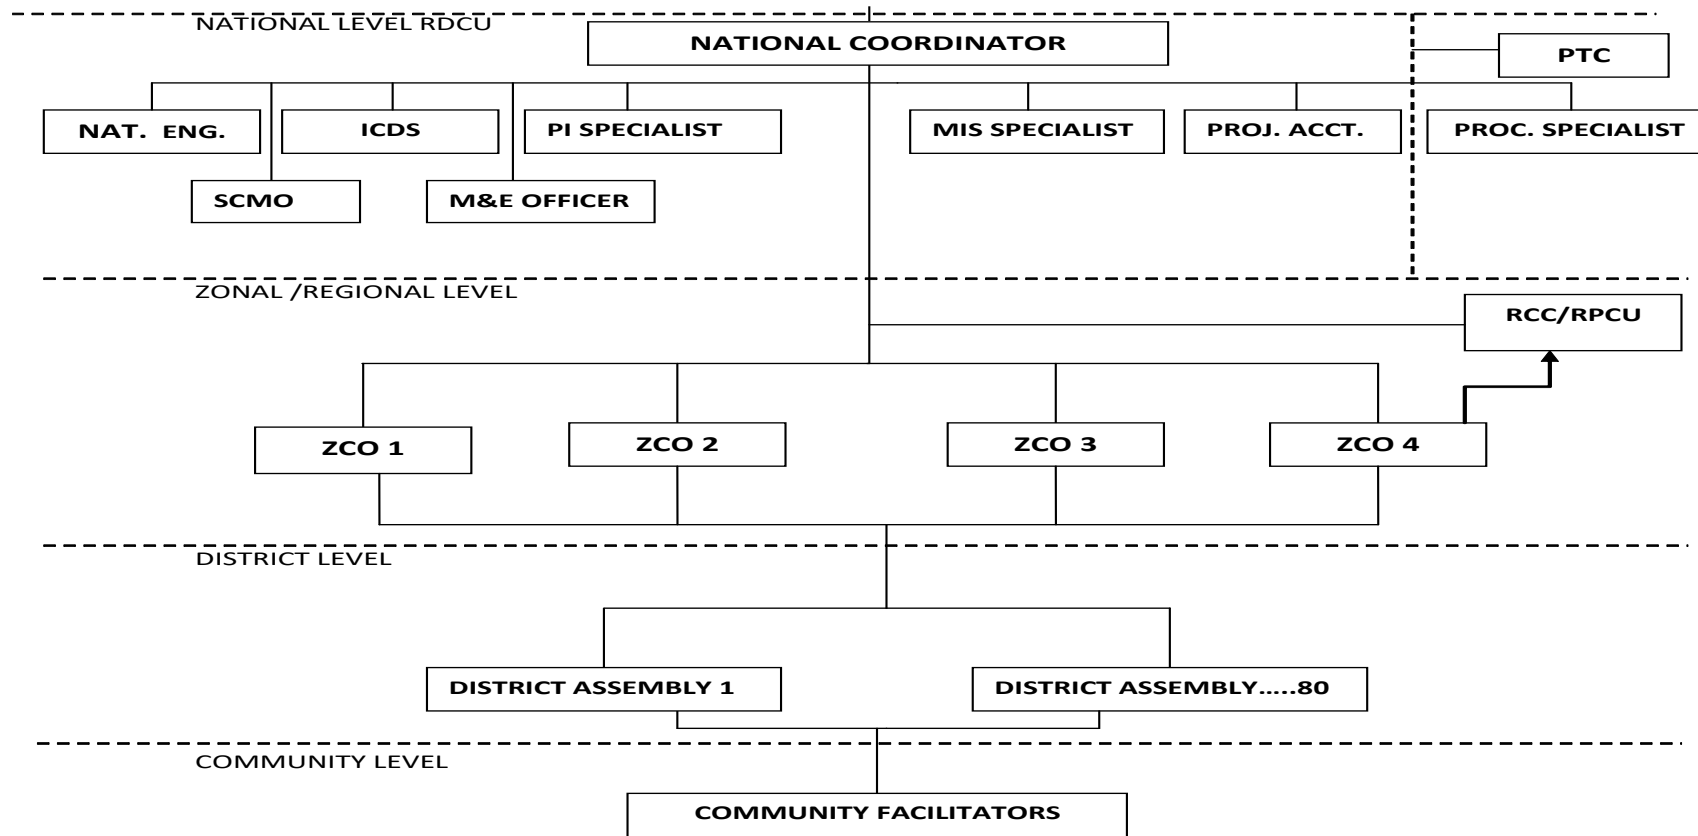 NATIONAL LEVEL RDCU
NATIONAL COORDINATOR
PTC
NAT. ENG.
ICDS
PI SPECIALIST
MIS SPECIALIST
PROJ. ACCT.
PROC. SPECIALIST
SCMO
M&E OFFICER
ZONAL /REGIONAL LEVEL
RCC/RPCU
ZCO 1
ZCO 2
ZCO 3
ZCO 4
DISTRICT LEVEL
DISTRICT ASSEMBLY 1
DISTRICT ASSEMBLY.....80
COMMUNITY LEVEL
COMMUNITY FACILITATORS